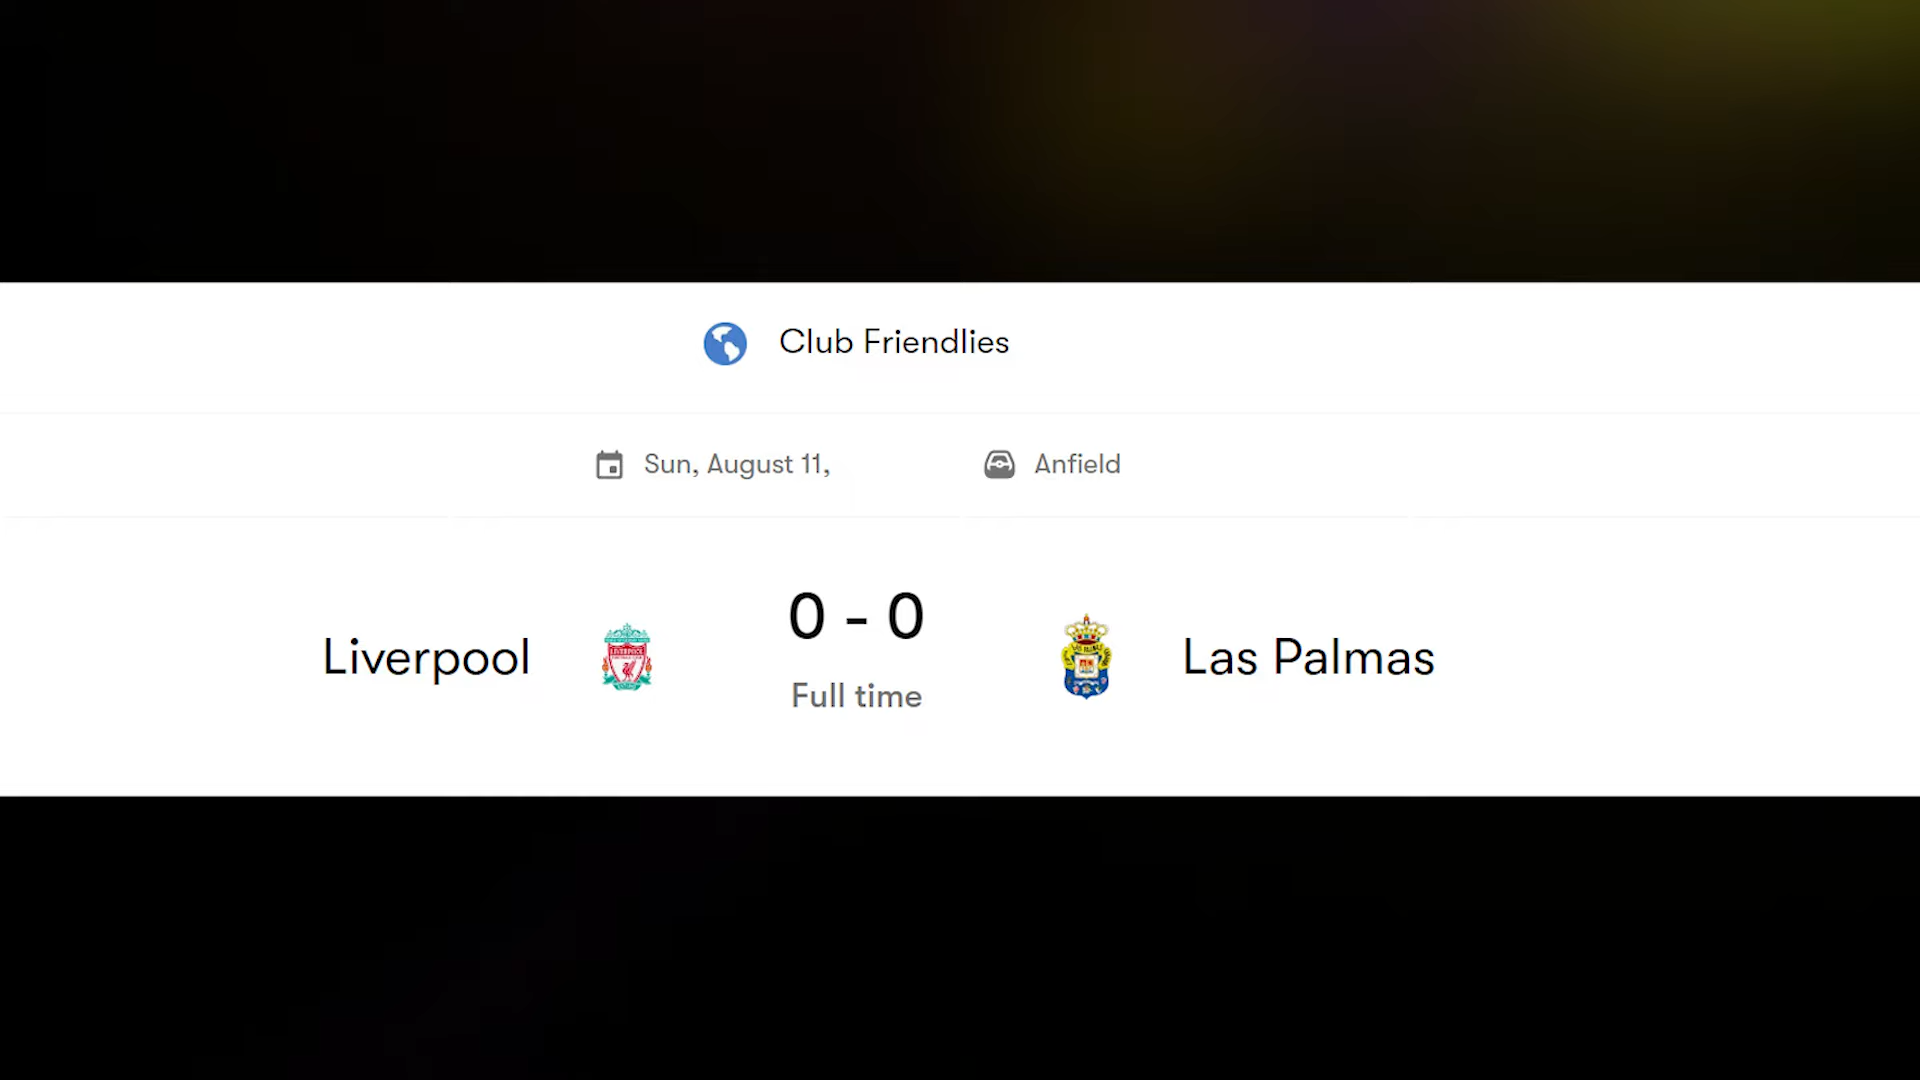 Club Friendlies
Sun, August 11,
Anfield
Liverpool
0 - 0
Full time
Las Palmas